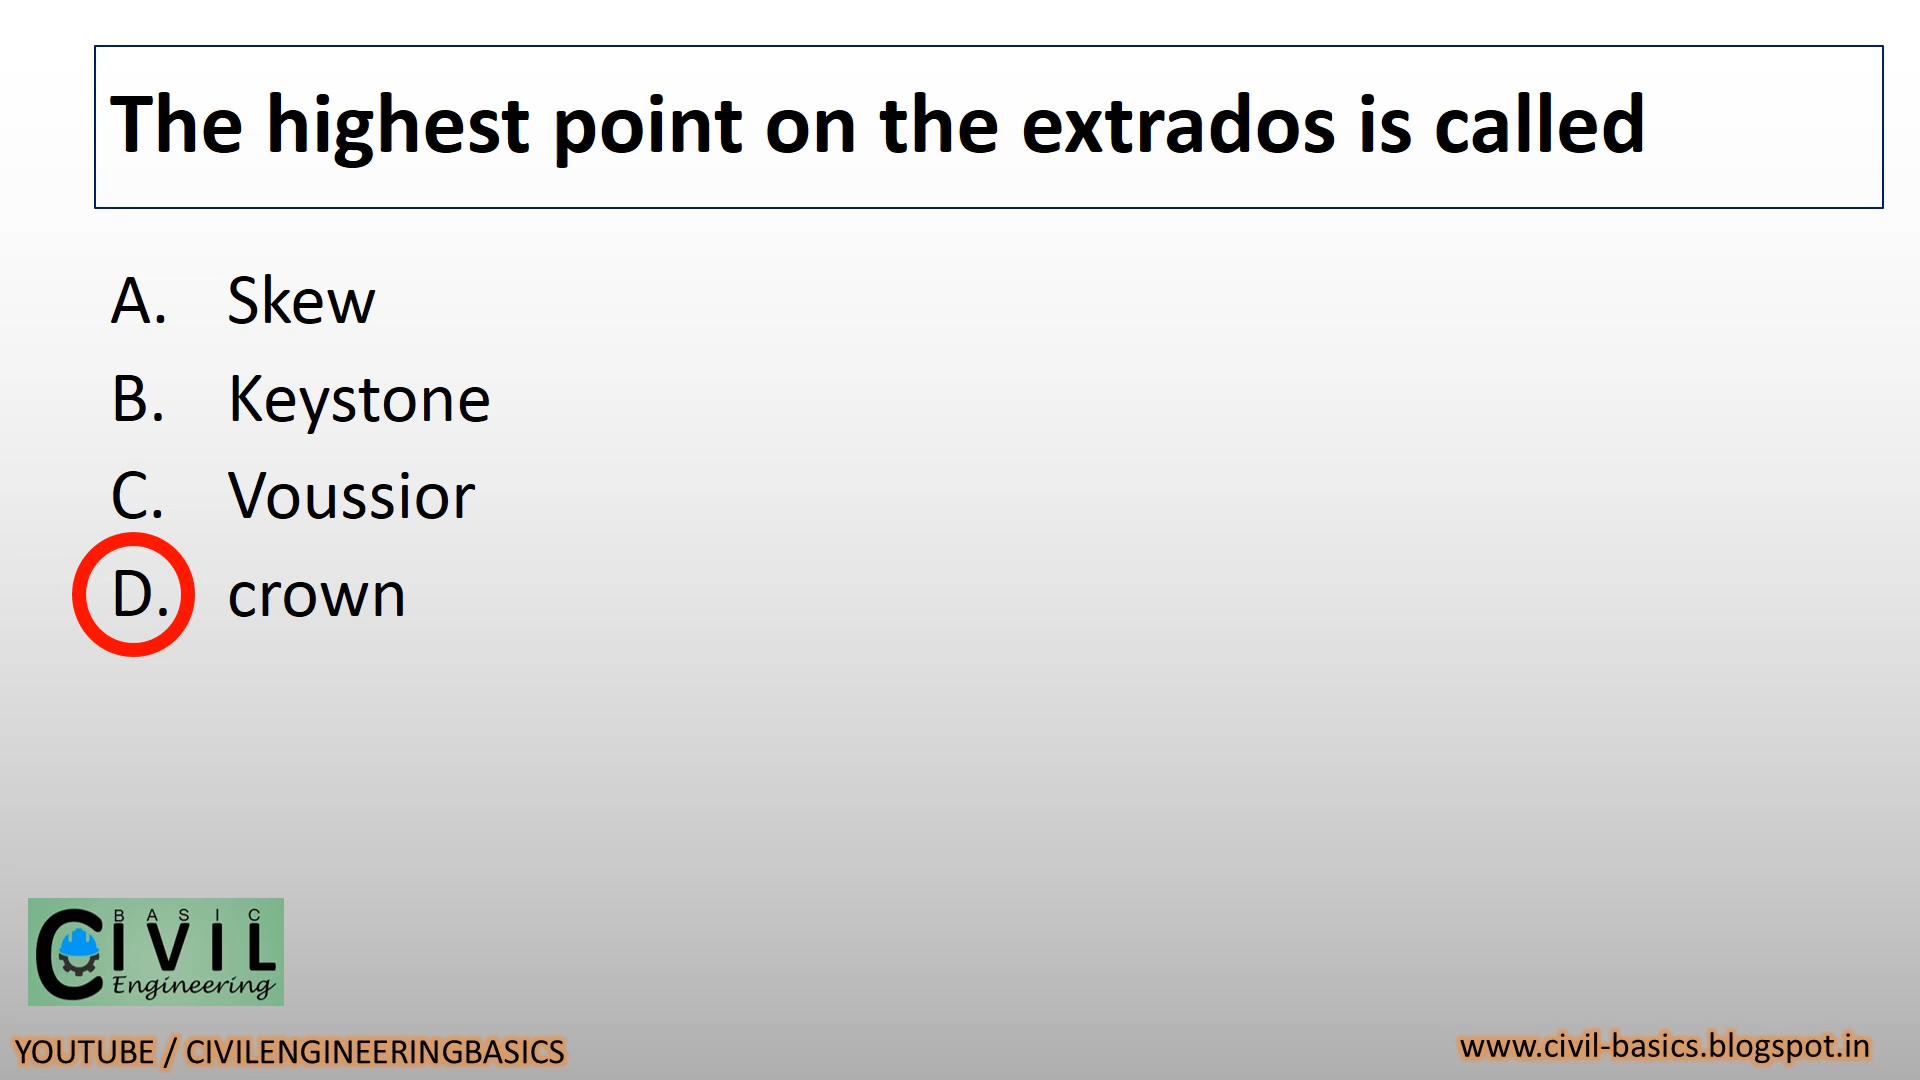 The highest point on the extrados is called
A. Skew
B. Keystone
C. Voussior
D. crown
BASIC
CIVIL
Engineering
YOUTUBE / CIVILENGINEERINGBASICS
www.civil-basics.blogspot.in